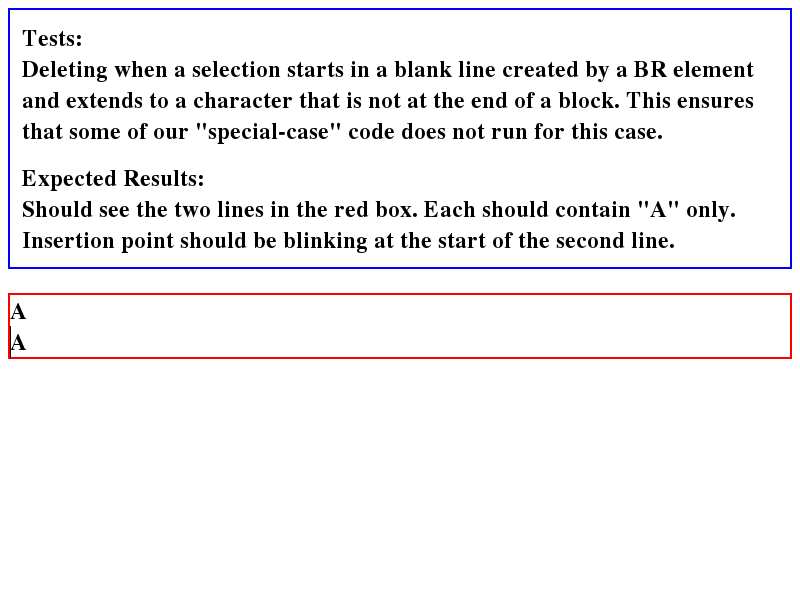 Tests:
Deleting when a selection starts in a blank line created by a BR element
and extends to a character that is not at the end of a block. This ensures
that some of our "special-case" code does not run for this case.
Expected Results:
Should see the two lines in the red box. Each should contain "A" only.
Insertion point should be blinking at the start of the second line.
A
A